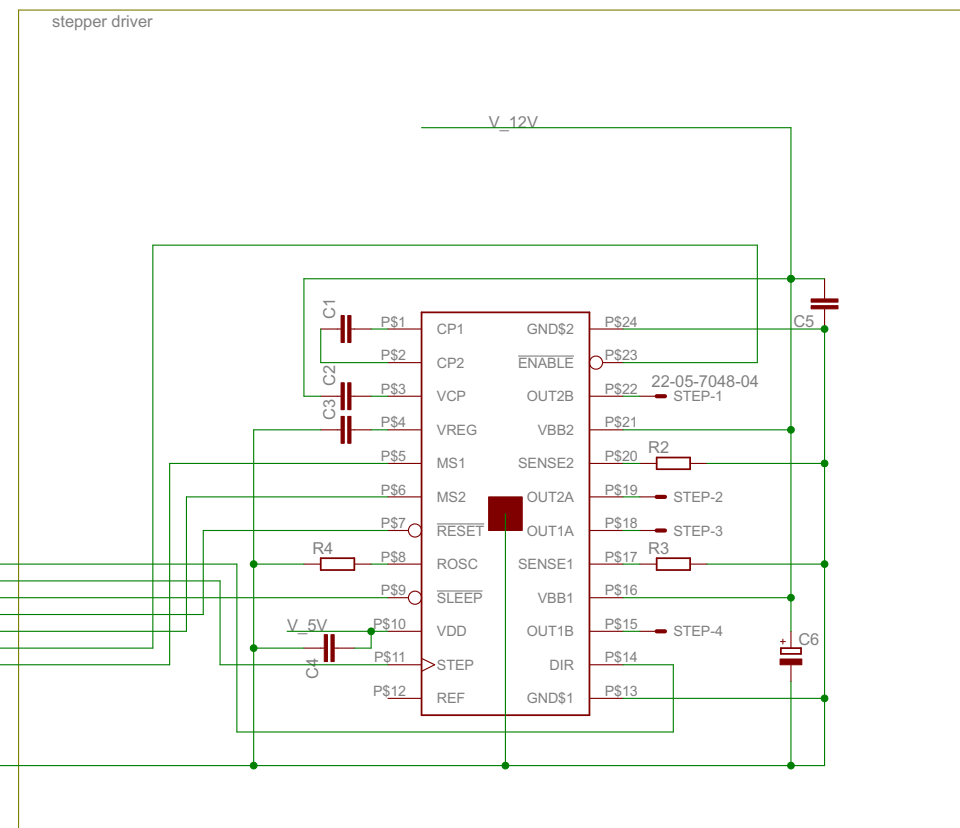 stepper driver
V_12V
C1
P$1
CP1
GND$2
P$24
C5
P$2
CP2
ENABLE
P$23
C2
P$3
VCP
OUT2B
P$22
22-05-7048-04
STEP-1
C3
P$4
VREG
VBB2
P$21
P$5
MS1
SENSE2
P$20
R2
P$6
MS2
OUT2A
P$19
STEP-2
P$7
RESET
OUT1A
P$18
STEP-3
R4
P$8
ROSC
SENSE1
P$17
R3
P$9
SLEEP
VBB1
P$16
V_5V
P$10
VDD
OUT1B
P$15
STEP-4
+
C6
C4
P$11
STEP
DIR
P$14
P$12
REF
GND$1
P$13